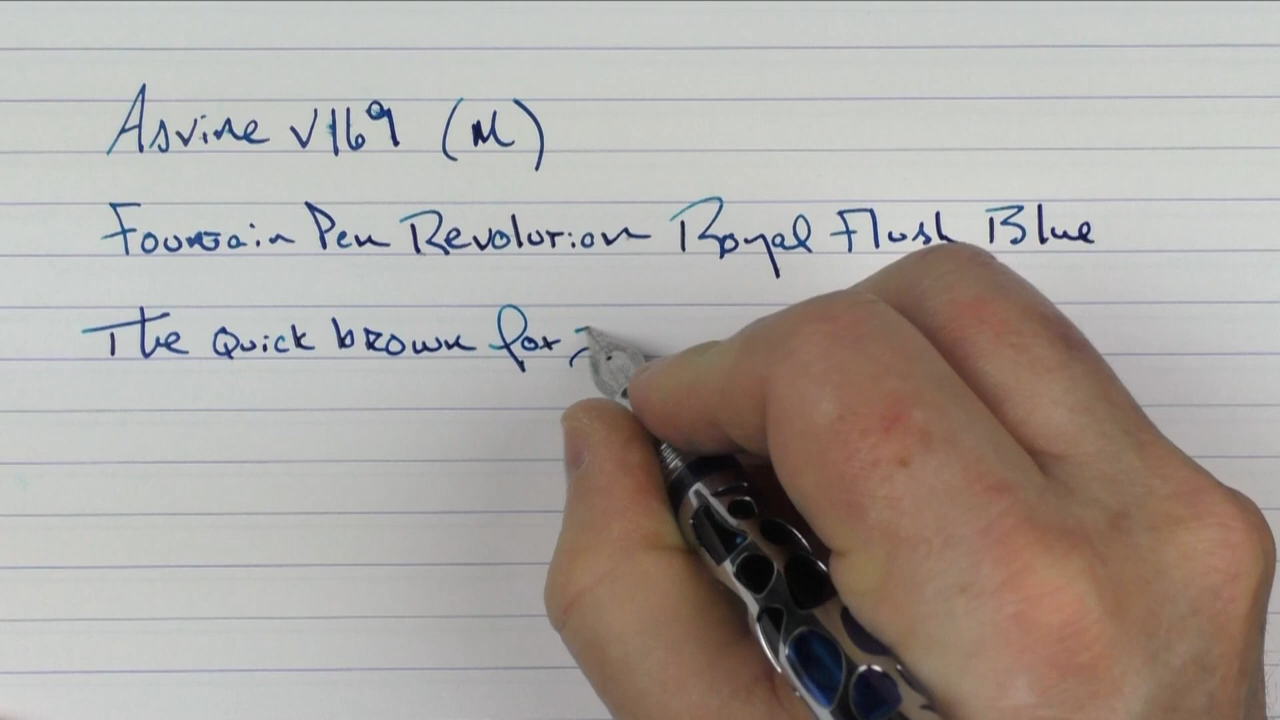 Asvine V169 (M)
Fountain Pen Revolution Royal Flush Blue
The quick brown fox